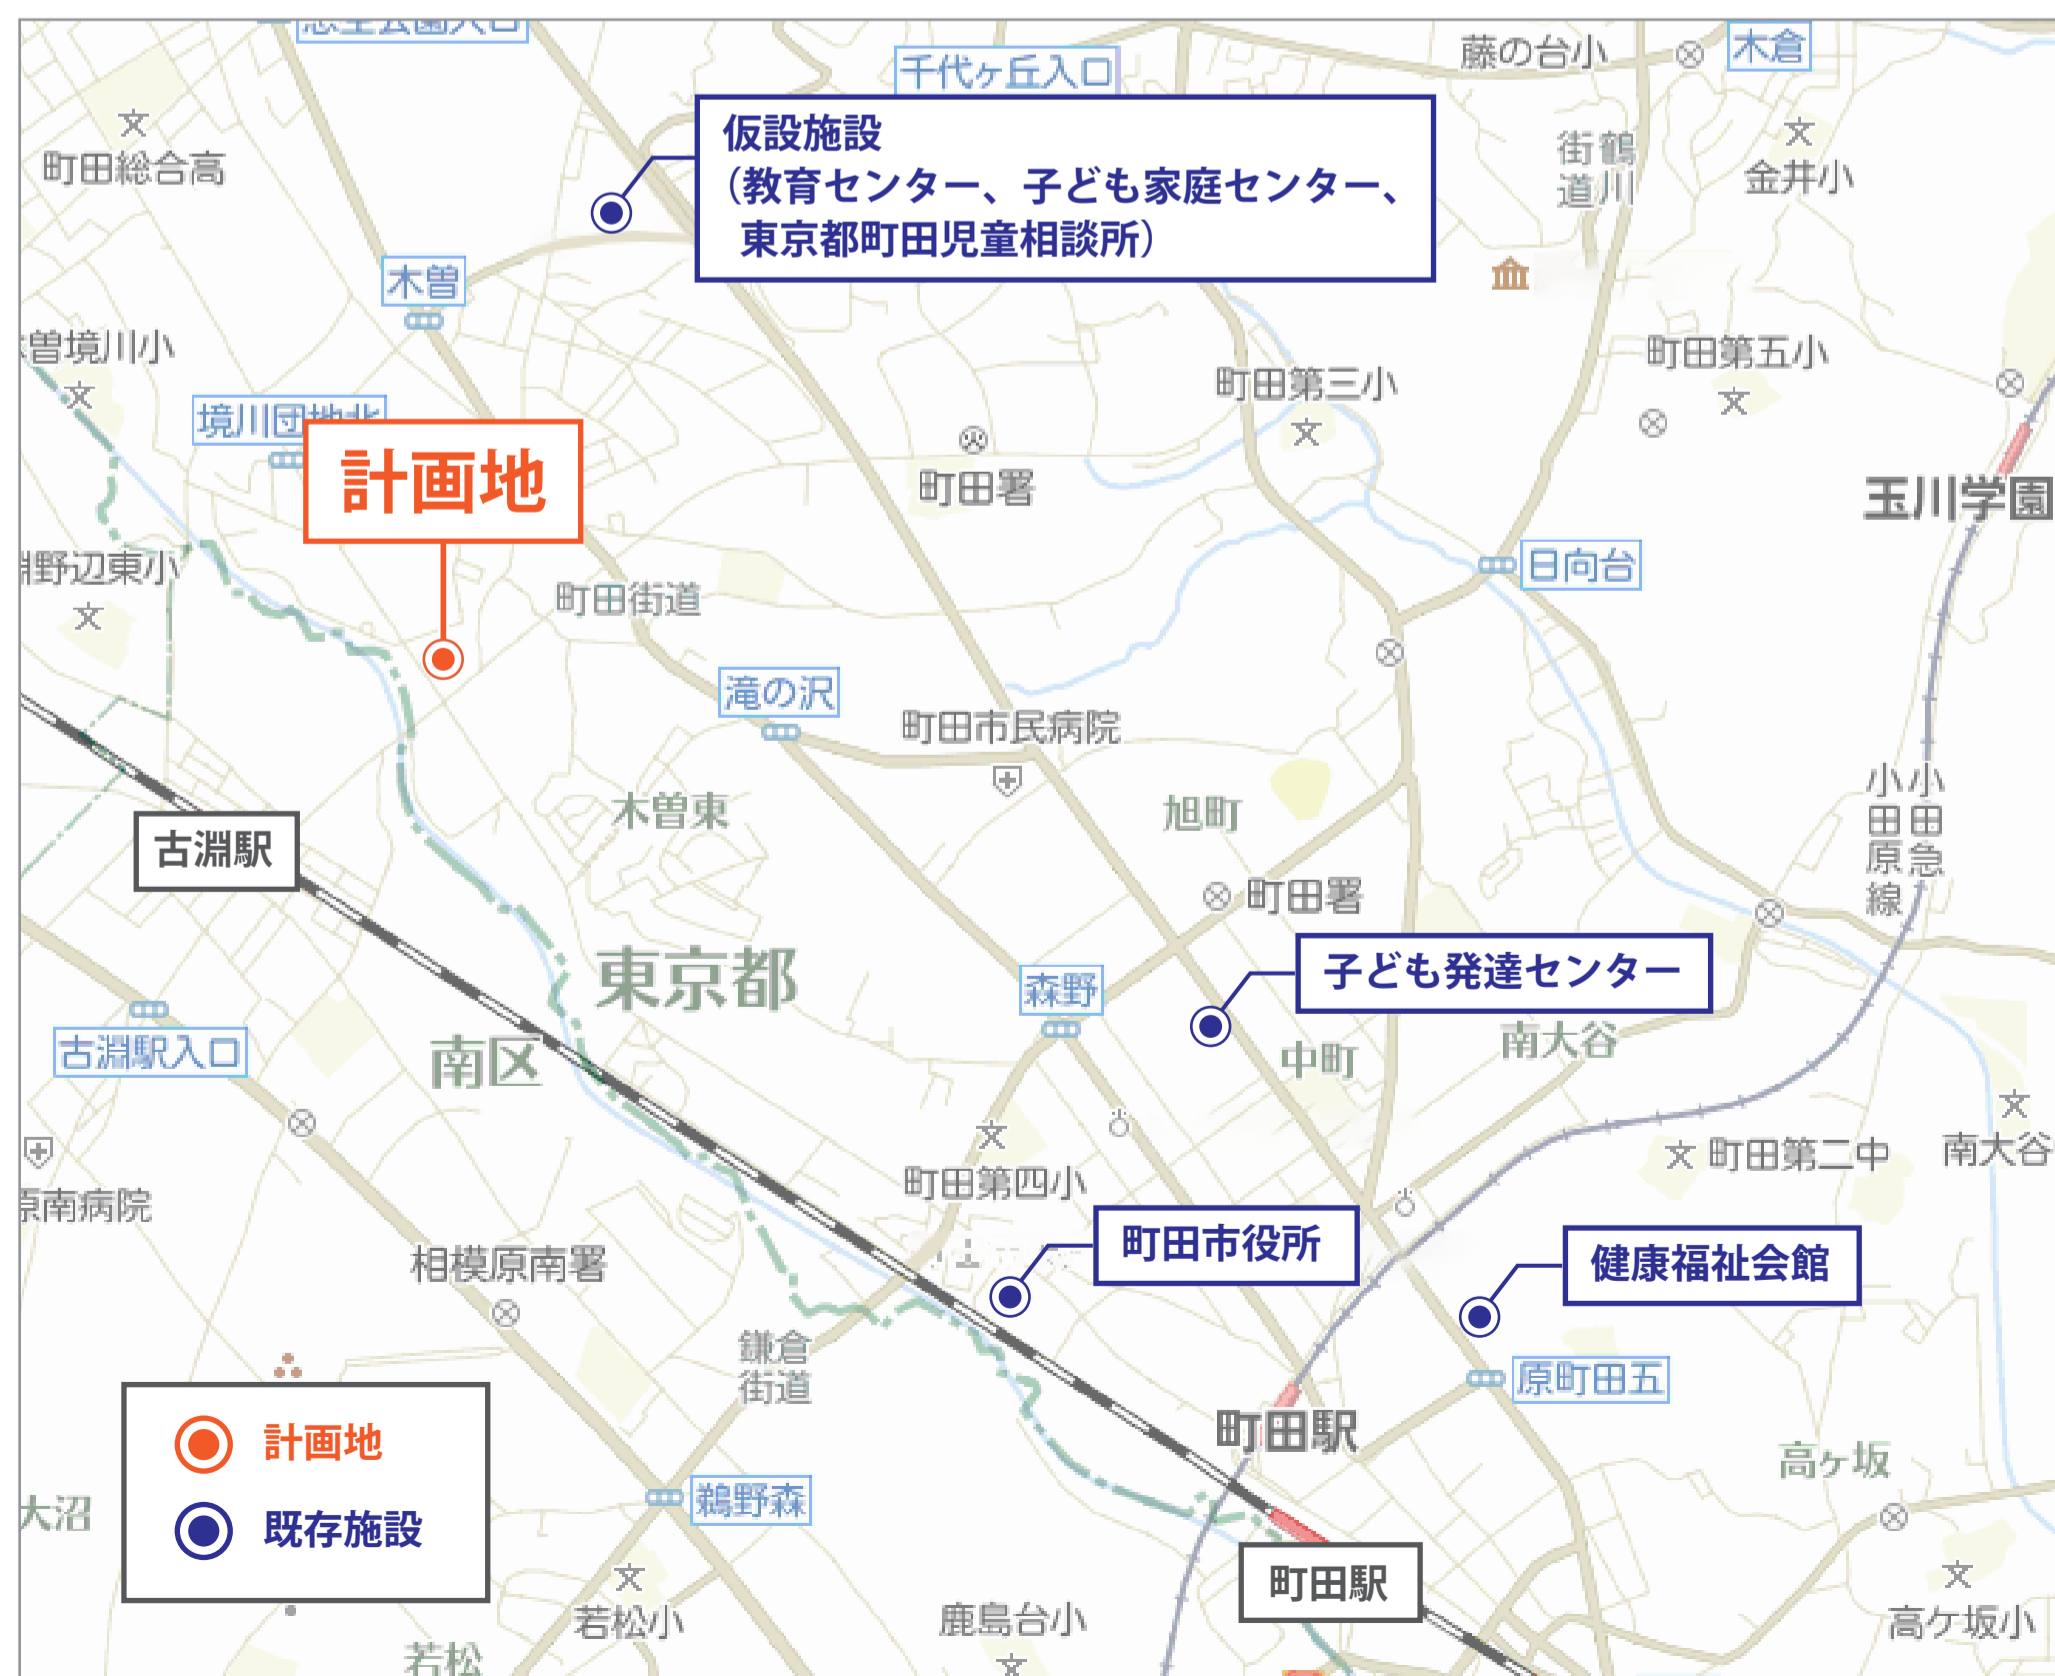 千代ヶ丘入口
藤の台小
木倉
仮設施設
（教育センター、子ども家庭センター、
東京都町田児童相談所）
町田総合高
街道
鶴川
金井小
木曽
曽境川小
町田第三小
町田第五小
境川団地北
計画地
町田署
玉川学園
野辺東小
町田街道
日向台
滝の沢
町田市民病院
小田急
小田原線
木曽東
旭町
古淵駅
町田署
東京都
森野
子ども発達センター
古淵駅入口
南区
中町
南大谷
町田第四小
町田第二中
南大谷
原南病院
相模原南署
町田市役所
健康福祉会館
鎌倉
街道
原町田五
町田駅
計画地
既存施設
高ヶ坂
大沼
鵜野森
町田駅
若松小
鹿島台小
高ケ坂小
若松